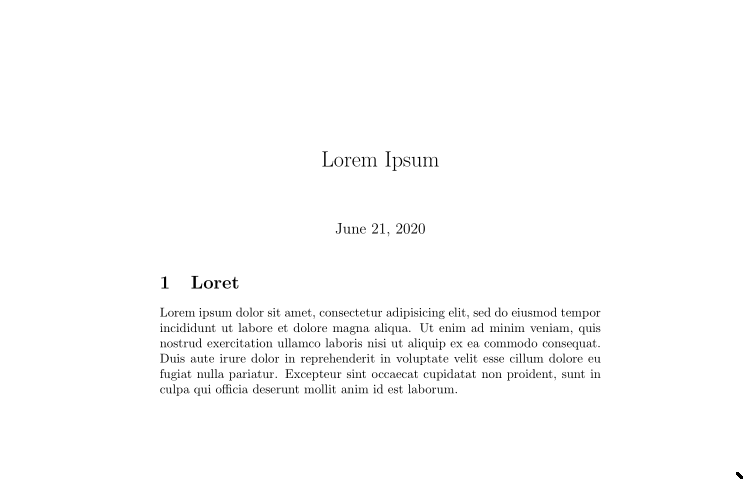 Lorem Ipsum
June 21, 2020
1 Loret
Lorem ipsum dolor sit amet, consectetur adipisicing elit, sed do eiusmod tempor
incididunt ut labore et dolore magna aliqua. Ut enim ad minim veniam, quis
nostrud exercitation ullamco laboris nisi ut aliquip ex ea commodo consequat.
Duis aute irure dolor in reprehenderit in voluptate velit esse cillum dolore eu
fugiat nulla pariatur. Excepteur sint occaecat cupidatat non proident, sunt in
culpa qui officia deserunt mollit anim id est laborum.